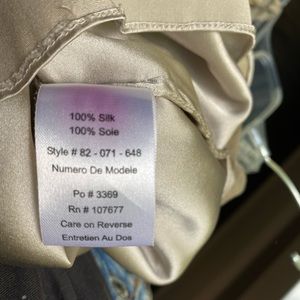 100% Silk
100% Soie
Style # 82 - 071 - 648
Numero De Modele
Po # 3369
Rn # 107677
Care on Reverse
Entretien Au Dos